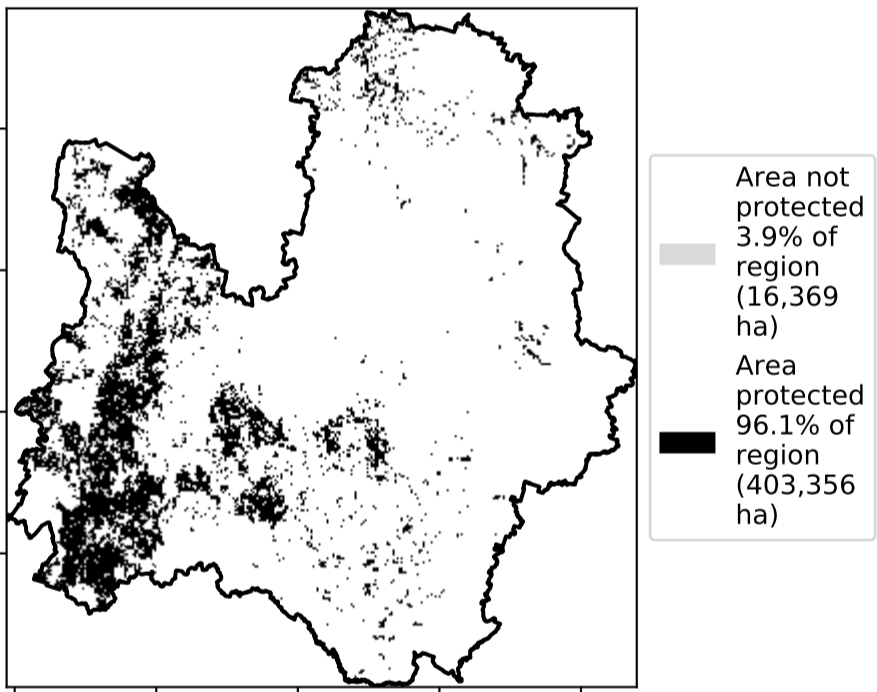 Area not
protected
3.9% of
region
(16,369
ha)
Area
protected
96.1% of
region
(403,356
ha)